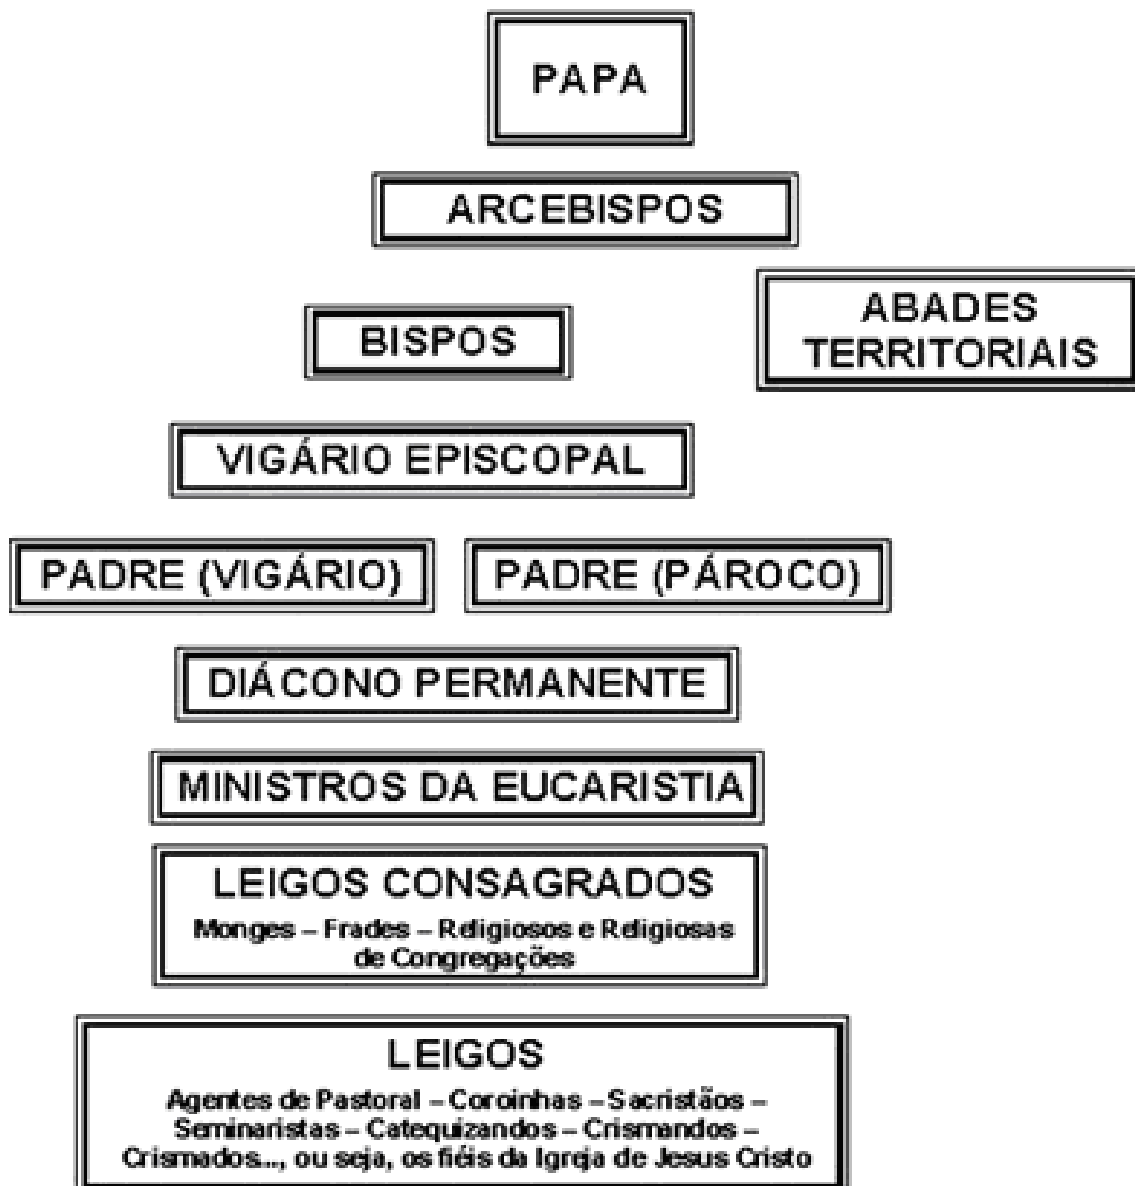 PAPA
ARCEBISPOS
BISPOS
ABADES
TERRITORIAIS
VIGÁRIO EPISCOPAL
PADRE (VIGÁRIO)
PADRE (PÁROCO)
DIÁCONO PERMANENTE
MINISTROS DA EUCARISTIA
LEIGOS CONSAGRADOS
Monges – Frades – Religiosos e Religiosas
de Congregações
LEIGOS
Agentes de Pastoral – Coroinhas – Sacristãos –
Seminaristas – Catequizandos – Crismandos –
Crismados..., ou seja, os fiéis da Igreja de Jesus Cristo